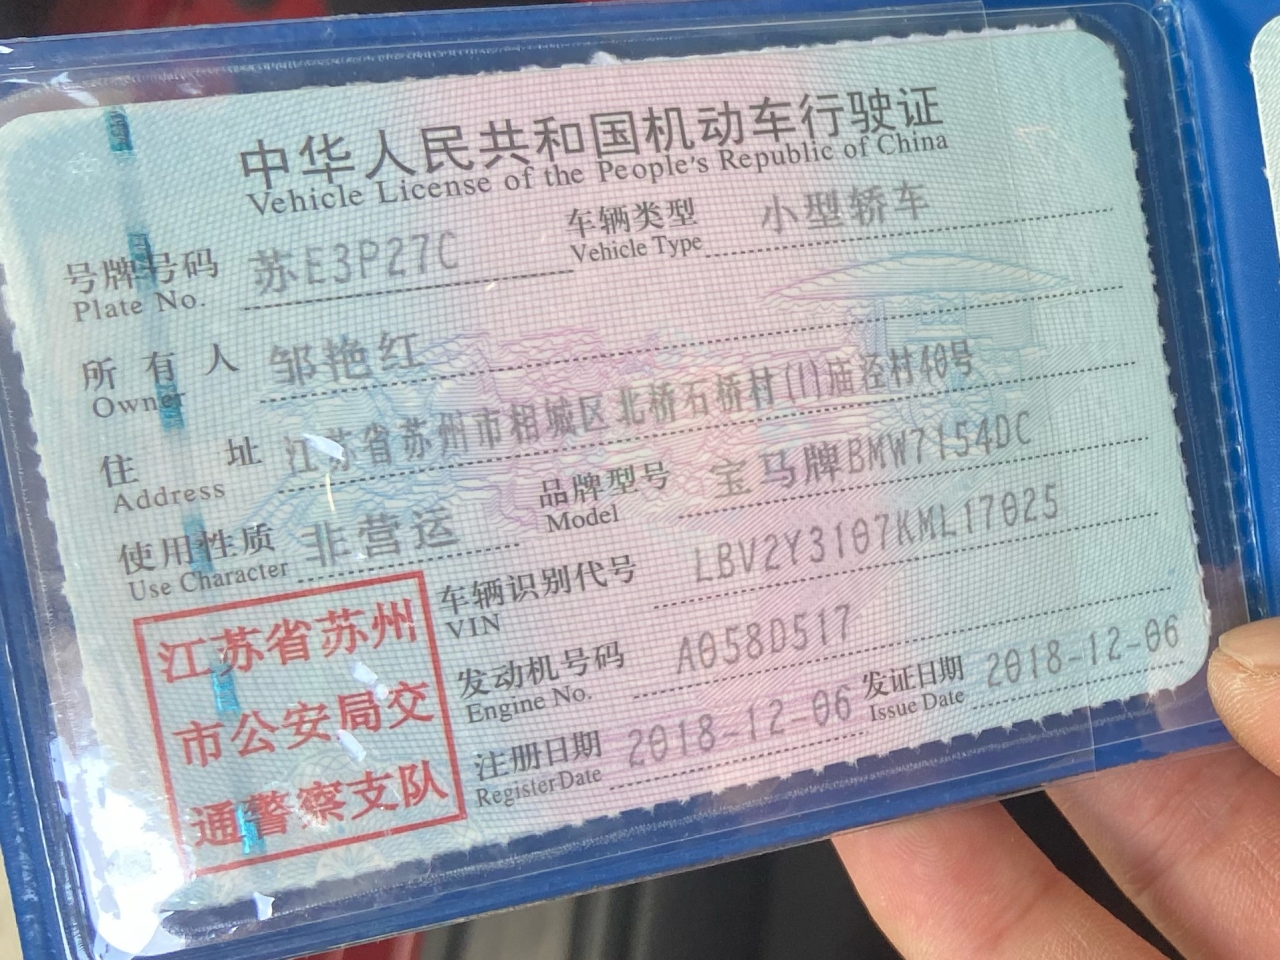 中华人民共和国机动车行驶证
Vehicle License of the People's Republic of China
号牌号码 苏E3P27C 车辆类型 小型轿车
Plate No. Vehicle Type
所有人 邹艳红
Owner
住址 江苏省苏州市相城区北桥石桥村(1)庙泾村40号
Address
使用性质 非营运 品牌型号 宝马牌BMW7154DC
Use Character Model
车辆识别代号 LBV2Y3107KML17025
VIN
发动机号码 A058D517
Engine No.
注册日期 2018-12-06 发证日期 2018-12-06
Register Date Issue Date
江苏省苏州
市公安局交
通警察支队